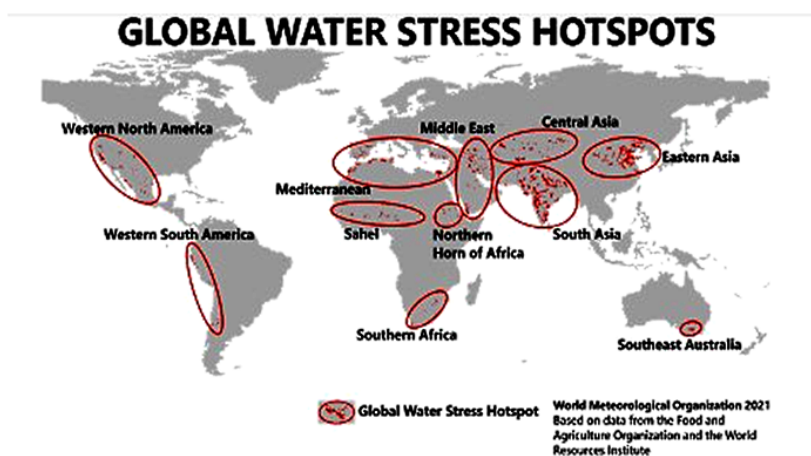 GLOBAL WATER STRESS HOTSPOTS
Western North America
Middle East
Central Asia
Eastern Asia
Mediterranean
Western South America
Sahel
Northern
Horn of Africa
South Asia
Southern Africa
Southeast Australia
Global Water Stress Hotspot
World Meteorological Organization 2021
Based on data from the Food and
Agriculture Organization and the World
Resources Institute